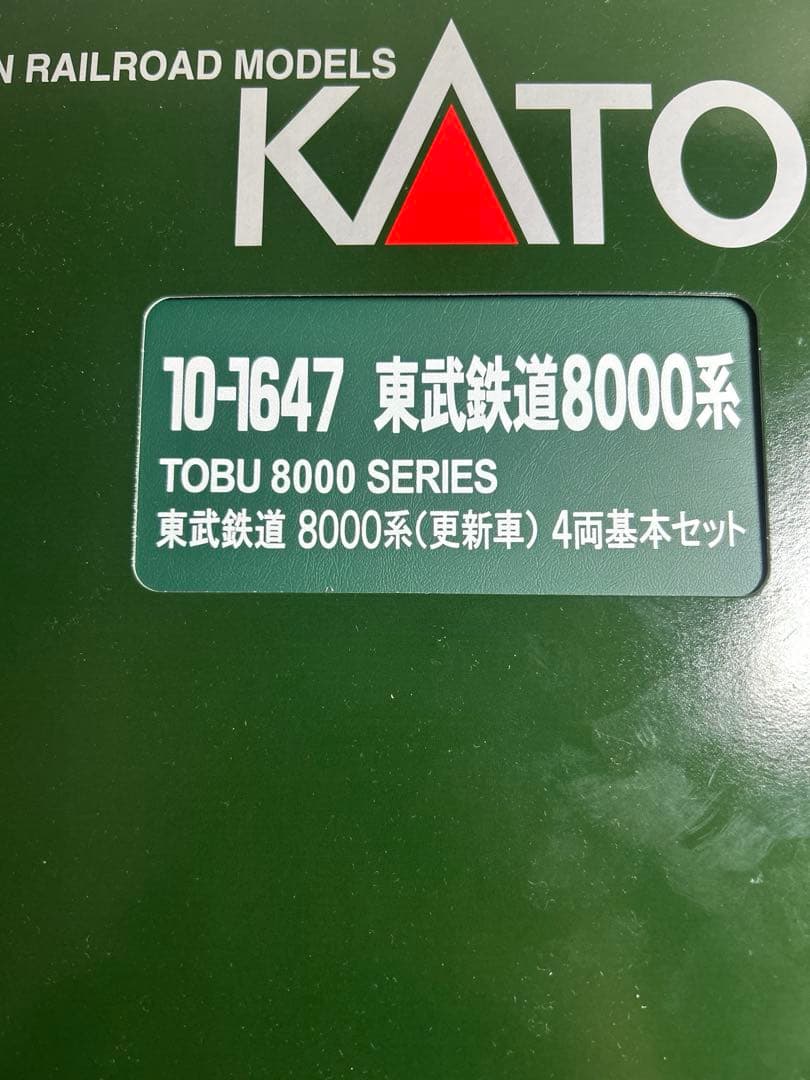 N RAILROAD MODELS
KATO
10-1647 東武鉄道8000系
TOBU 8000 SERIES
東武鉄道 8000系(更新車) 4両基本セット